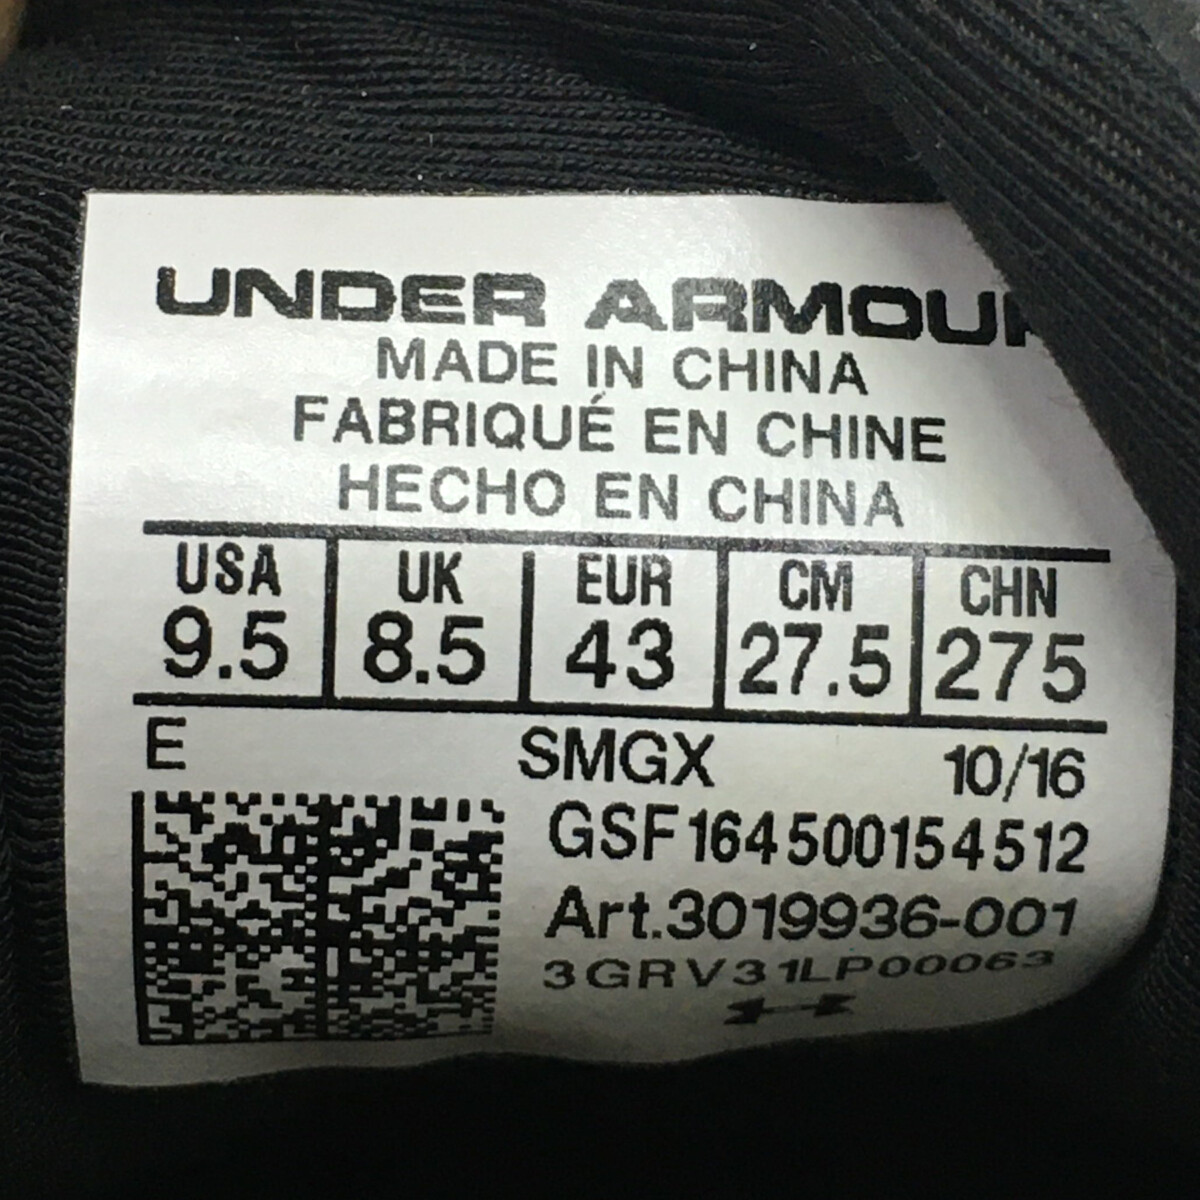 UNDER ARMOUR
MADE IN CHINA
FABRIQUÉ EN CHINE
HECHO EN CHINA
USA UK EUR CM CHN
9.5 8.5 43 27.5 275
E SMGX 10/16
GSF164500154512
Art.3019936-001
3GRV31LP00063